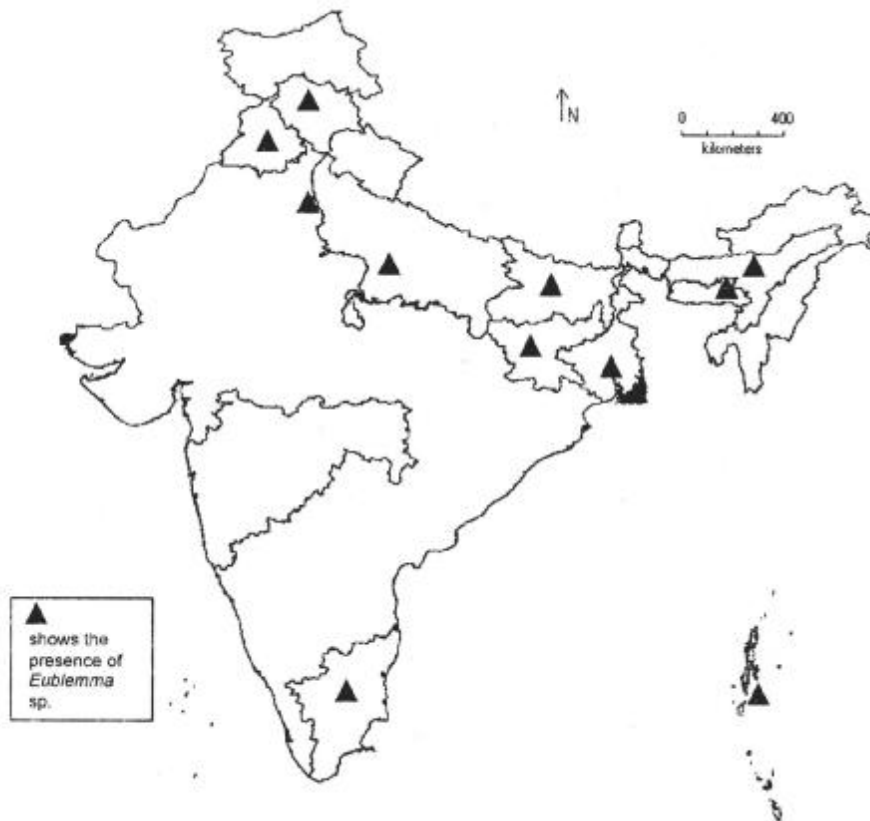 N
0 400
kilometers
shows the
presence of
Eublemma
sp.